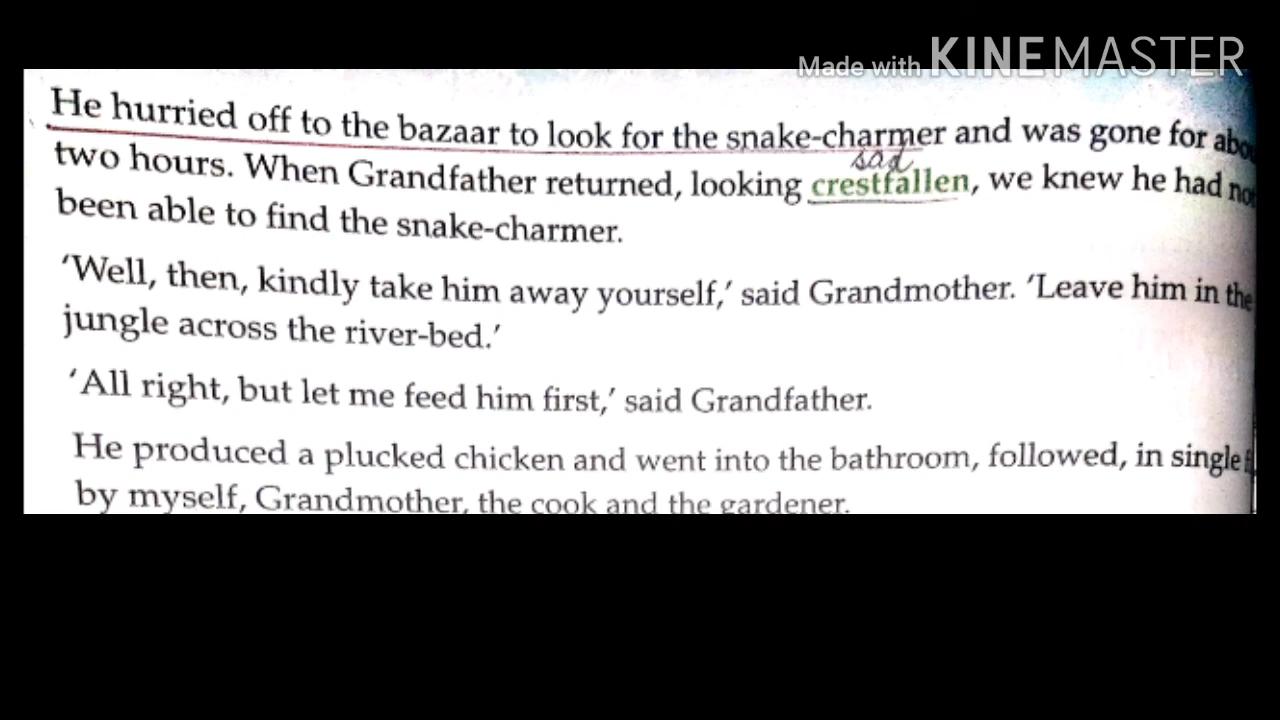 Made with KINEMASTER
He hurried off to the bazaar to look for the snake-charmer and was gone for
sad
two hours. When Grandfather returned, looking crestfallen, we knew he had
been able to find the snake-charmer.
‘Well, then, kindly take him away yourself,’ said Grandmother. ‘Leave him in the
jungle across the river-bed.’
‘All right, but let me feed him first,’ said Grandfather.
He produced a plucked chicken and went into the bathroom, followed, in single
by myself, Grandmother, the cook and the gardener.